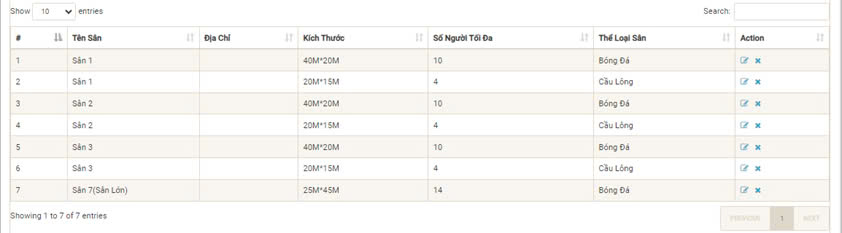 Show 10 entries Search:
# Tên Sân Địa Chỉ Kích Thước Số Người Tối Đa Thể Loại Sân Action
1 Sân 1 40M*20M 10 Bóng Đá
2 Sân 1 20M*15M 4 Cầu Lông
3 Sân 2 40M*20M 10 Bóng Đá
4 Sân 2 20M*15M 4 Cầu Lông
5 Sân 3 40M*20M 10 Bóng Đá
6 Sân 3 20M*15M 4 Cầu Lông
7 Sân 7(Sân Lớn) 25M*45M 14 Bóng Đá
Showing 1 to 7 of 7 entries PREVIOUS 1 NEXT